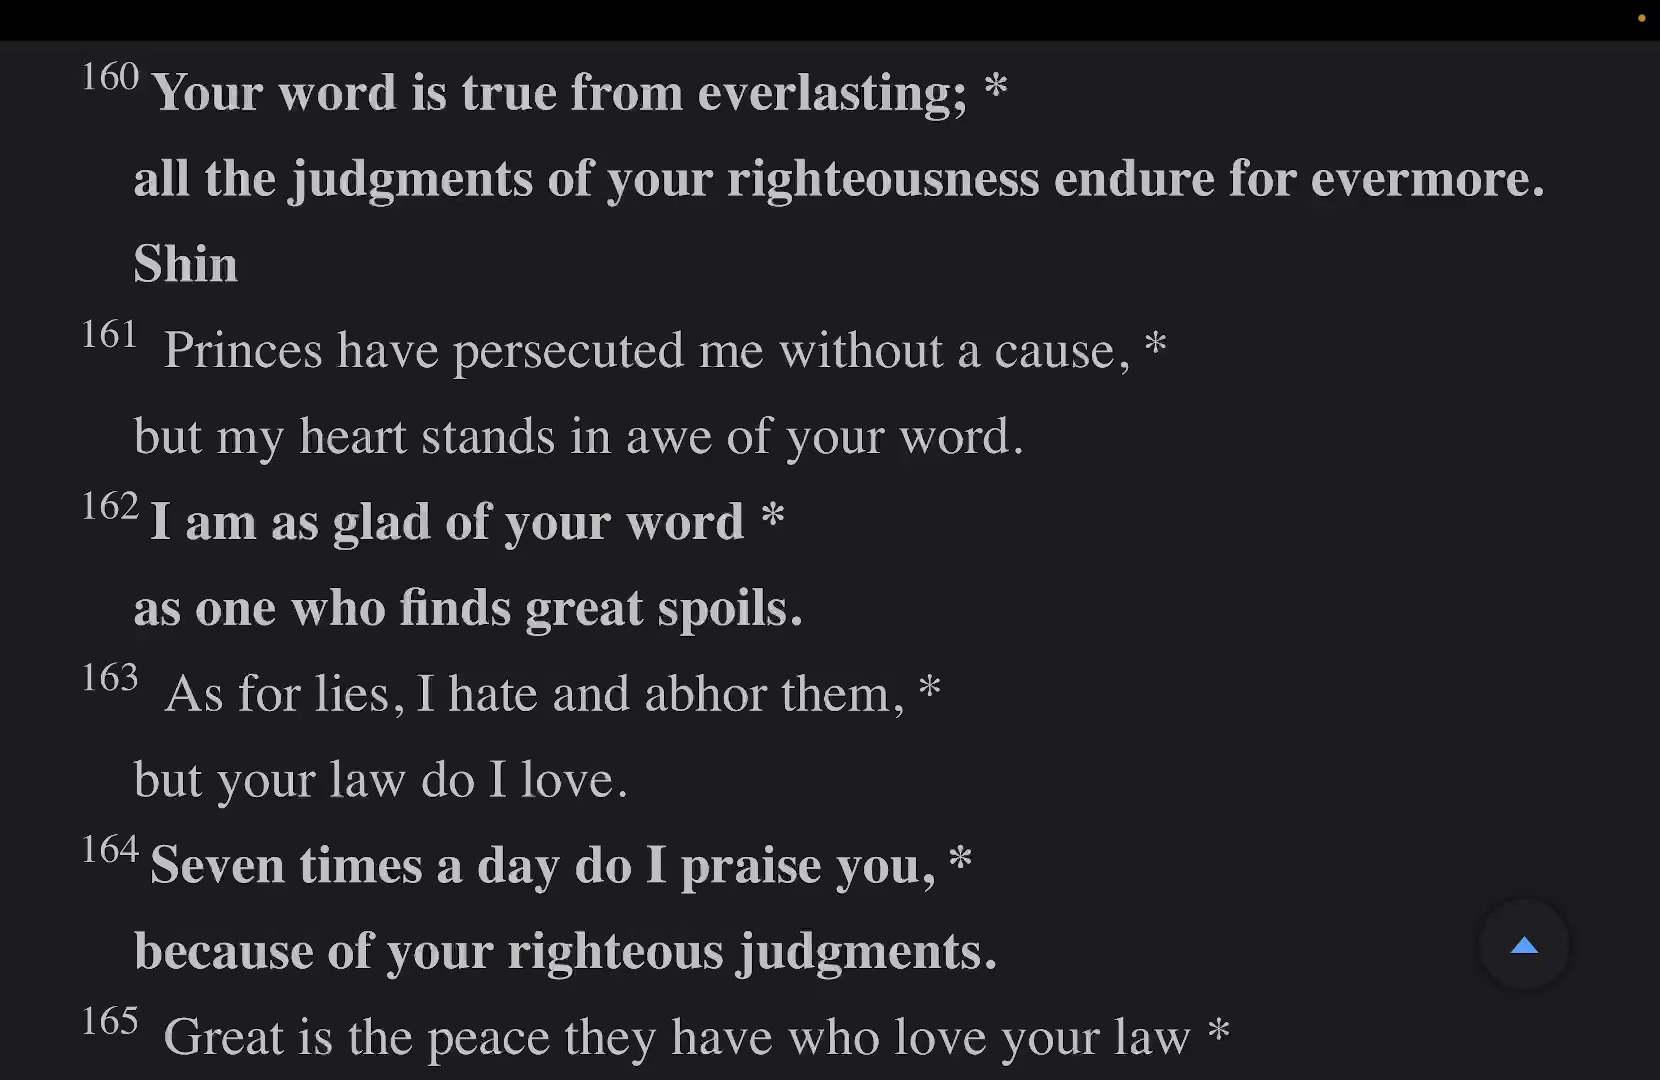 160 Your word is true from everlasting; *
all the judgments of your righteousness endure for evermore.
Shin
161 Princes have persecuted me without a cause, *
but my heart stands in awe of your word.
162 I am as glad of your word *
as one who finds great spoils.
163 As for lies, I hate and abhor them, *
but your law do I love.
164 Seven times a day do I praise you, *
because of your righteous judgments.
165 Great is the peace they have who love your law *